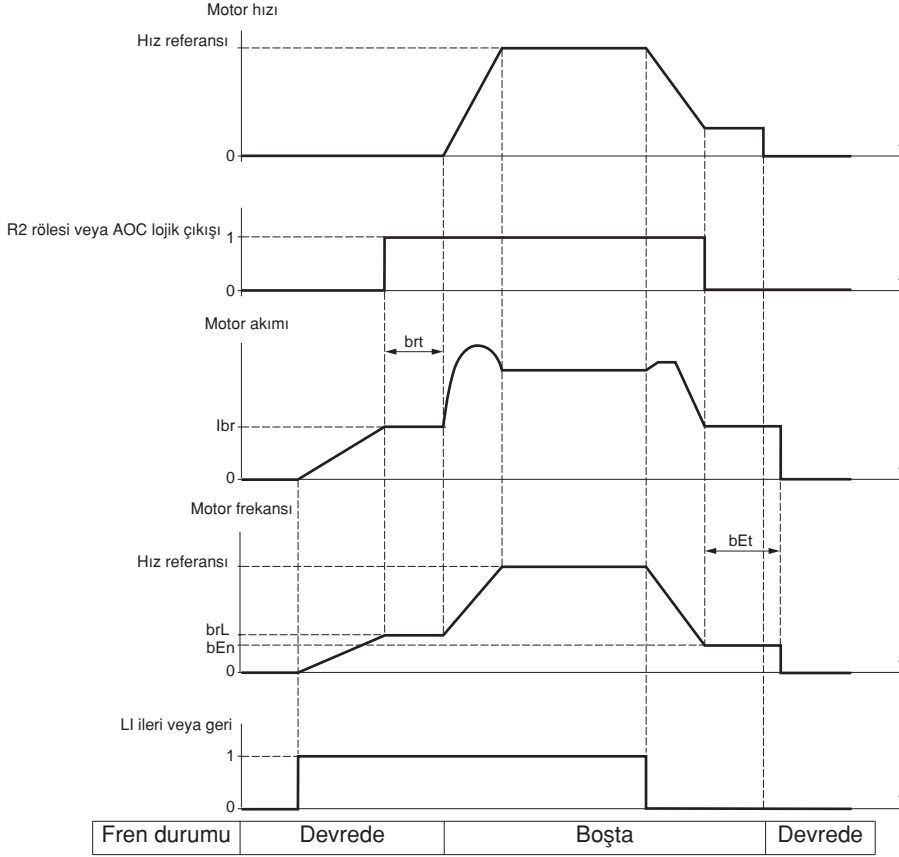 Motor hızı
Hız referansı
0
R2 rölesi veya AOC lojik çıkışı
1
0
Motor akımı
brt
Ibr
0
Motor frekansı
bEt
Hız referansı
brL
bEn
0
LI ileri veya geri
1
0
Fren durumu Devrede Boşta Devrede